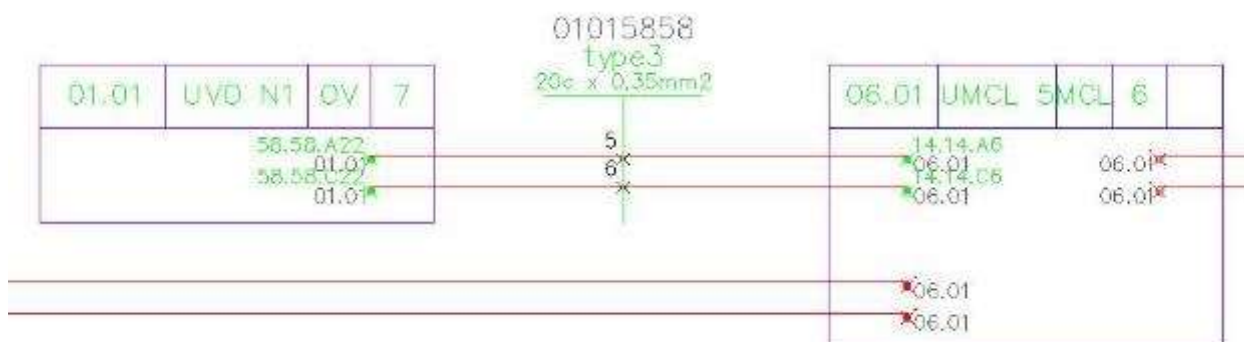 01015858
type3
20c x 0,35mm2
01.01 UVD N1 OV 7
06.01 UMCL 5MCL 6
58.58.A22
01.01
5
14.14.A6
06.01
06.01
58.58.C22
01.01
6
14.14.C6
06.01
06.01
06.01
06.01